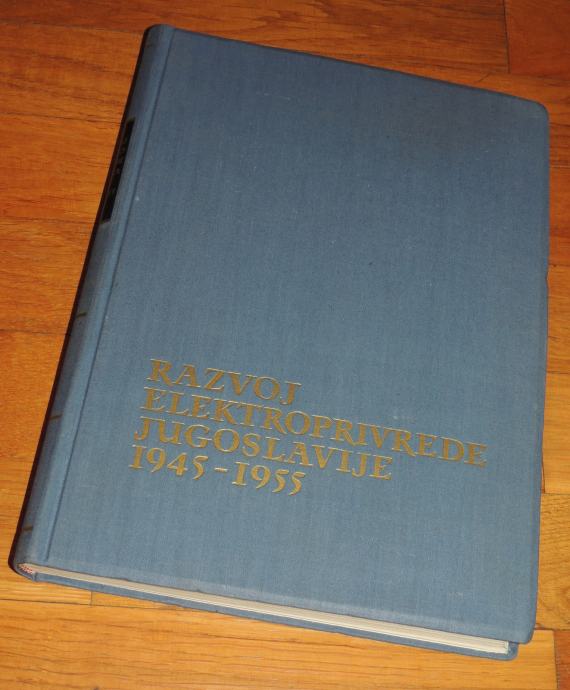 RAZVOJ
ELEKTROPRIVREDE
JUGOSLAVIJE
1945-1955